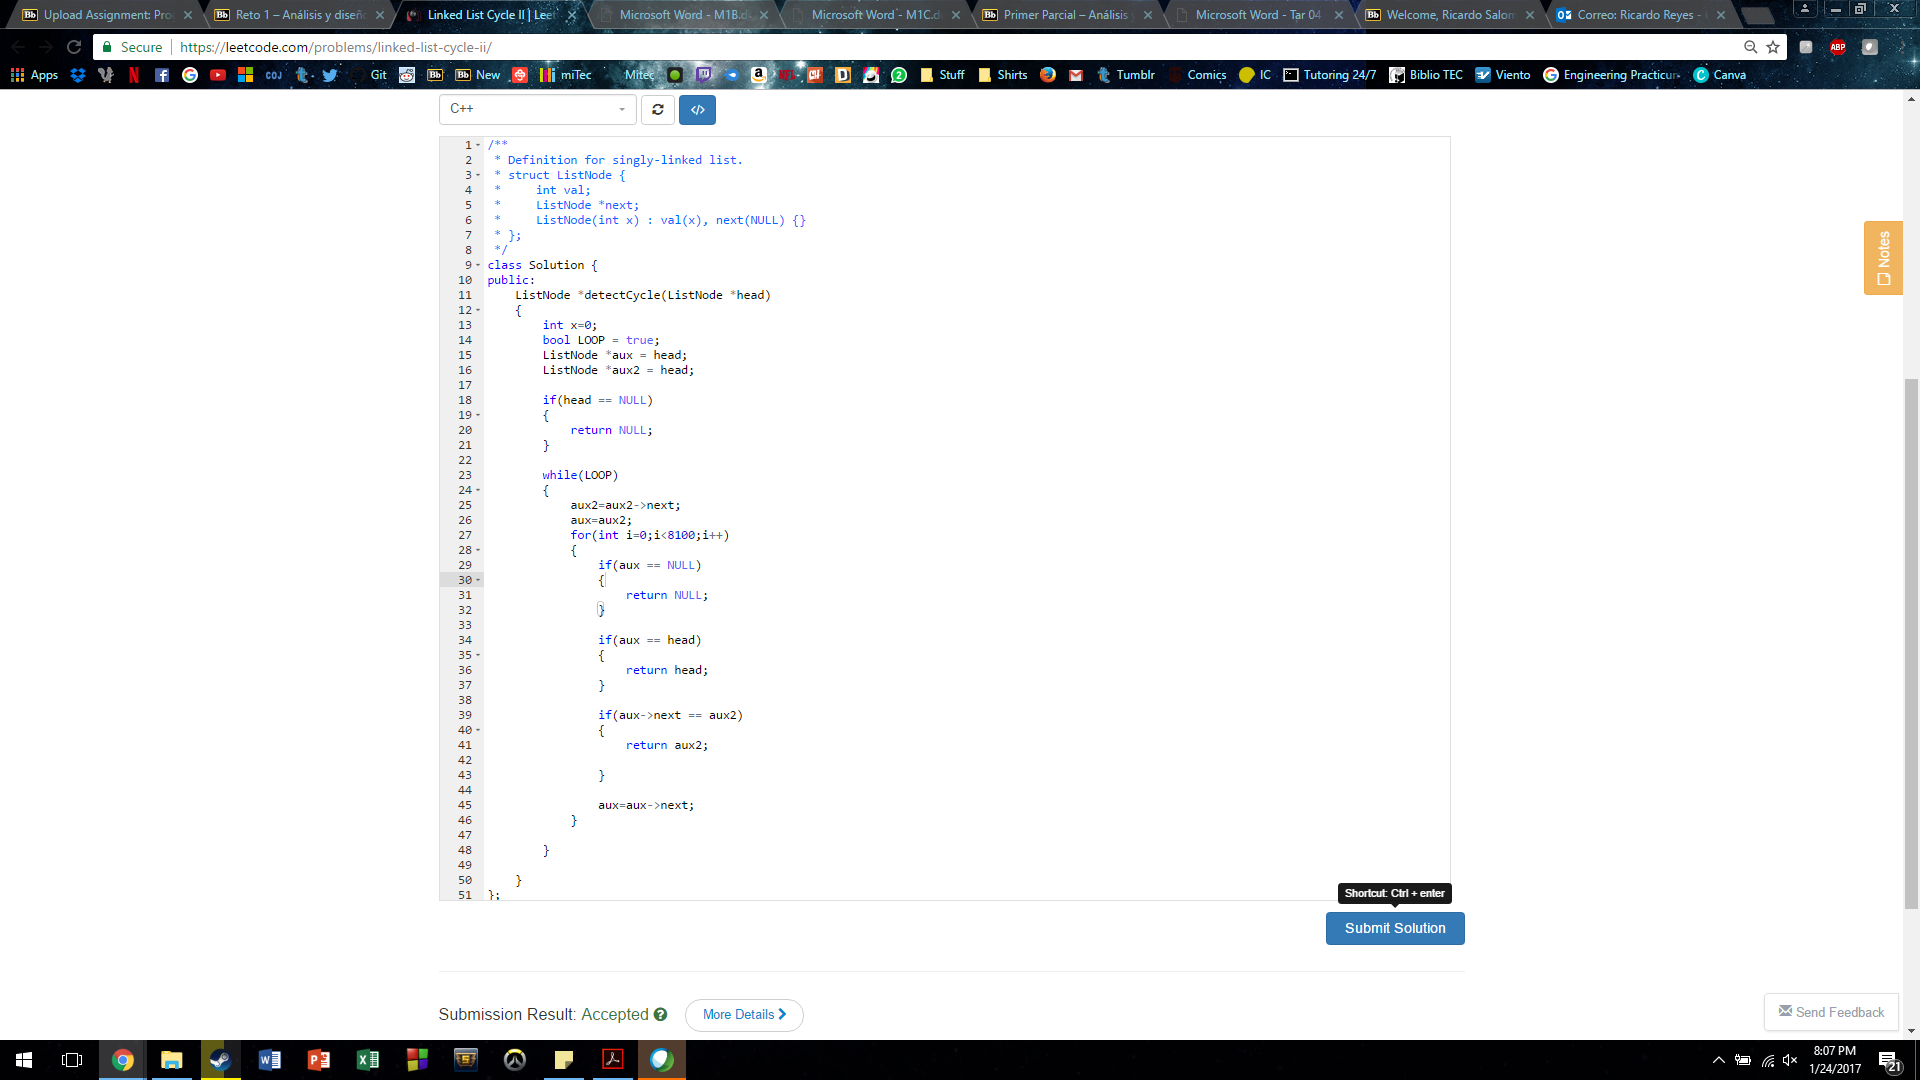 Upload Assignment: Pro
Reto 1 – Análisis y diseño
Linked List Cycle II | Leet
Microsoft Word - M1B.d
Microsoft Word - M1C.d
Primer Parcial – Análisis
Microsoft Word - Tar 04
Welcome, Ricardo Salom
Correo: Ricardo Reyes -
Secure https://leetcode.com/problems/linked-list-cycle-ii/
ABP
Apps COJ Git Bb Bb New miTec Mitec Stuff Shirts Tumblr Comics IC Tutoring 24/7 Biblio TEC Viento Engineering Practicum Canva
C++
1 /**
2 * Definition for singly-linked list.
3 * struct ListNode {
4 *     int val;
5 *     ListNode *next;
6 *     ListNode(int x) : val(x), next(NULL) {}
7 * };
8 */
9 class Solution {
10 public:
11     ListNode *detectCycle(ListNode *head)
12     {
13         int x=0;
14         bool LOOP = true;
15         ListNode *aux = head;
16         ListNode *aux2 = head;
17
18         if(head == NULL)
19         {
20             return NULL;
21         }
22
23         while(LOOP)
24         {
25             aux2=aux2->next;
26             aux=aux2;
27             for(int i=0;i<8100;i++)
28             {
29                 if(aux == NULL)
30                 {
31                     return NULL;
32                 }
33
34                 if(aux == head)
35                 {
36                     return head;
37                 }
38
39                 if(aux->next == aux2)
40                 {
41                     return aux2;
42
43                 }
44
45                 aux=aux->next;
46             }
47
48         }
49
50     }
51 };
Notes
Shortcut: Ctrl + enter
Submit Solution
Submission Result: Accepted
More Details
Send Feedback
8:07 PM
1/24/2017
21